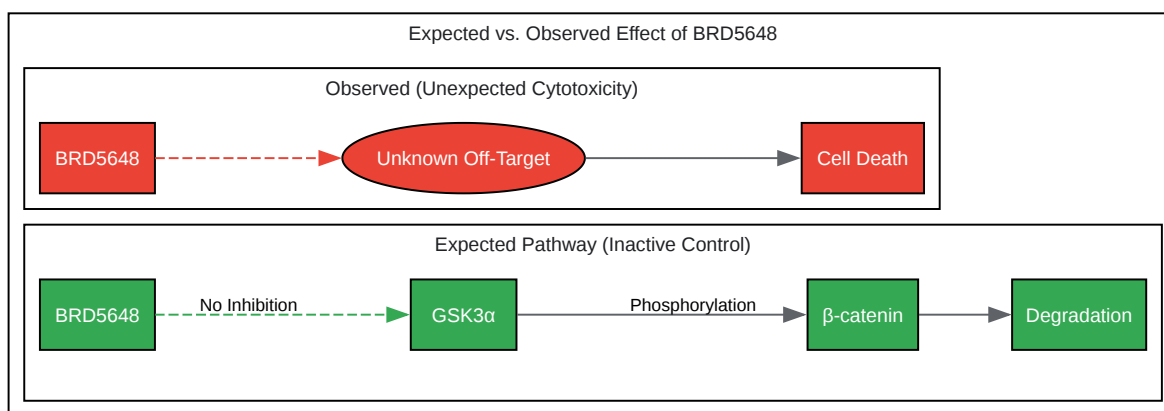 Expected vs. Observed Effect of BRD5648
Observed (Unexpected Cytotoxicity)
BRD5648
Unknown Off-Target
Cell Death
Expected Pathway (Inactive Control)
BRD5648
No Inhibition
GSK3α
Phosphorylation
β-catenin
Degradation